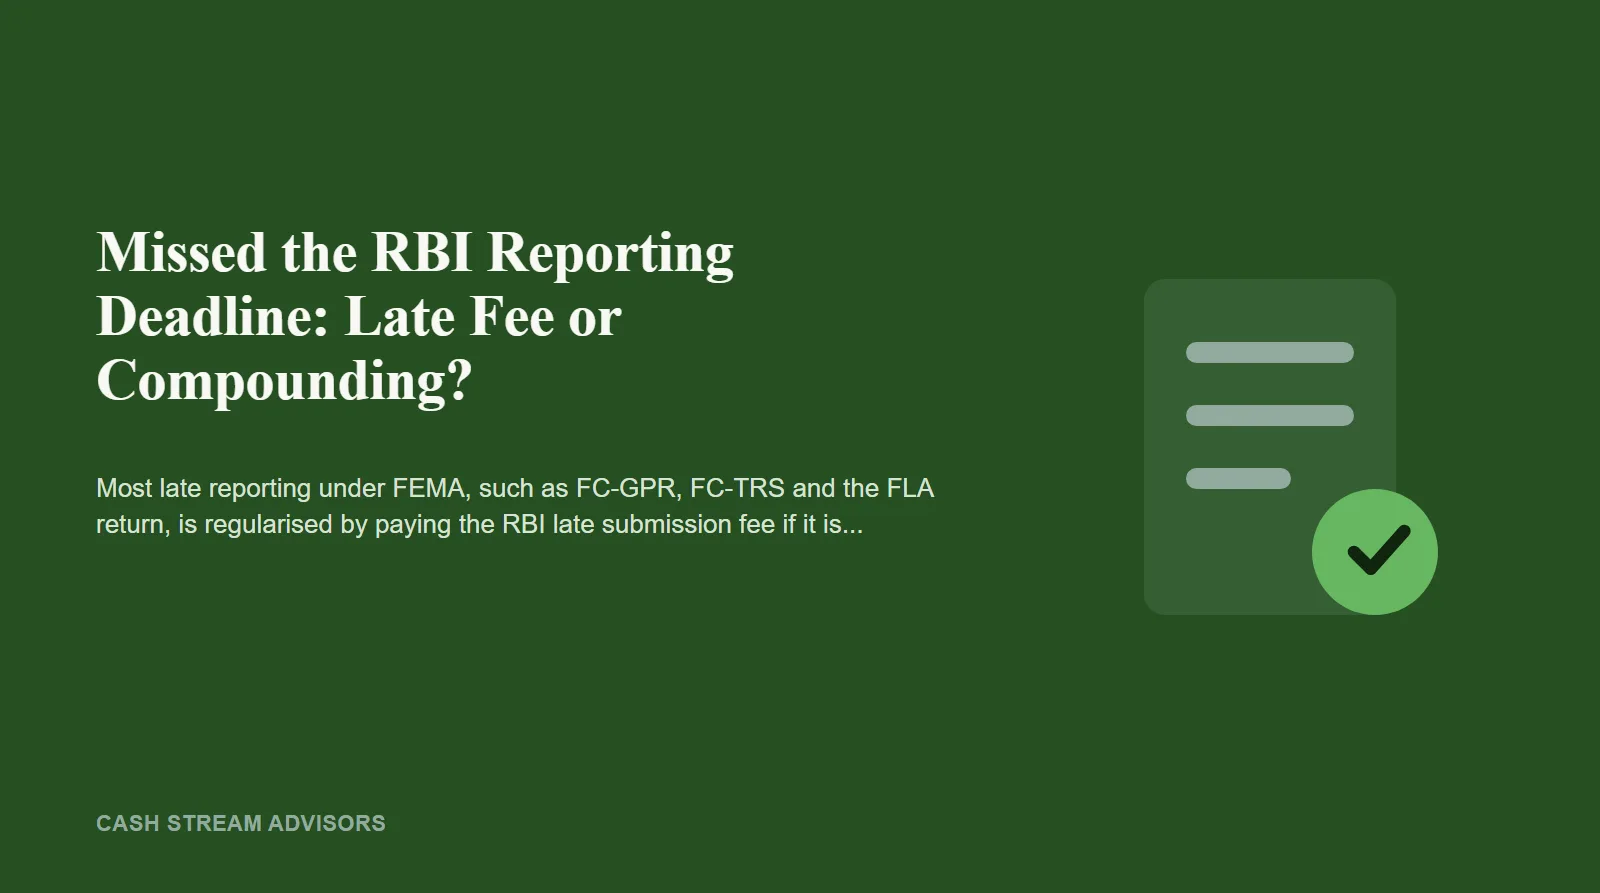 Missed the RBI Reporting
Deadline: Late Fee or
Compounding?
Most late reporting under FEMA, such as FC-GPR, FC-TRS and the FLA
return, is regularised by paying the RBI late submission fee if it is...
CASH STREAM ADVISORS